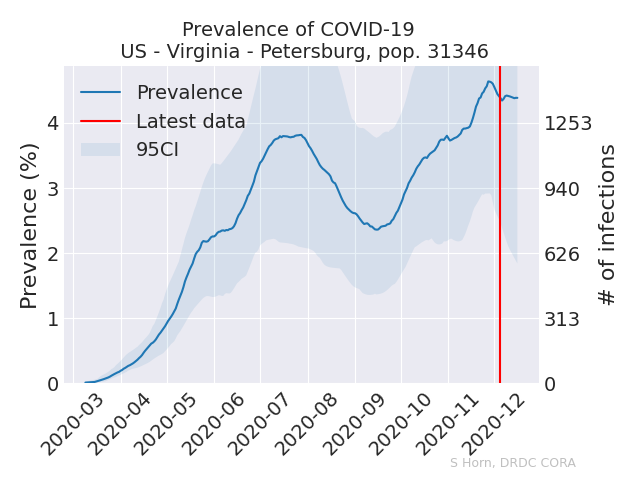 Prevalence of COVID-19
US - Virginia - Petersburg, pop. 31346
Prevalence
Latest data
95CI
Prevalence (%)
4
3
2
1
0
1253
940
626
313
0
# of infections
2020-03
2020-04
2020-05
2020-06
2020-07
2020-08
2020-09
2020-10
2020-11
2020-12
S Horn, DRDC CORA